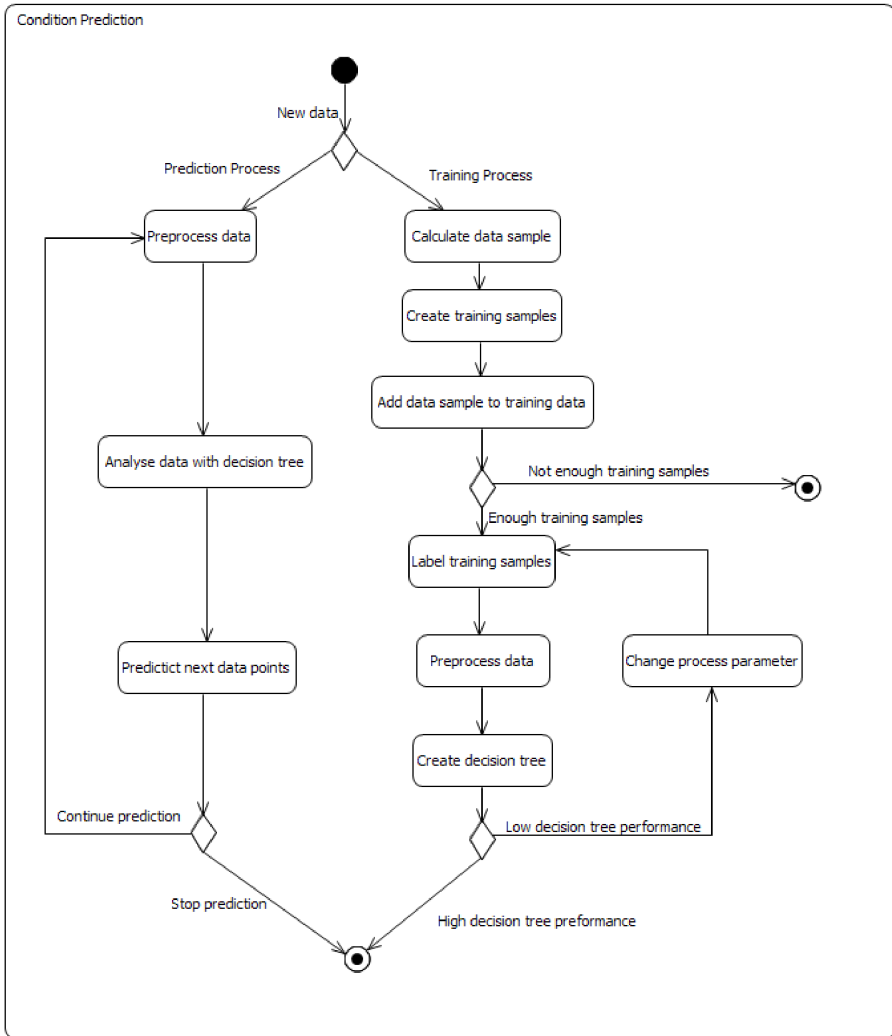 Condition Prediction
New data
Prediction Process
Training Process
Preprocess data
Calculate data sample
Create training samples
Add data sample to training data
Analyse data with decision tree
Not enough training samples
Enough training samples
Label training samples
Predictict next data points
Preprocess data
Change process parameter
Create decision tree
Continue prediction
Low decision tree performance
Stop prediction
High decision tree preformance